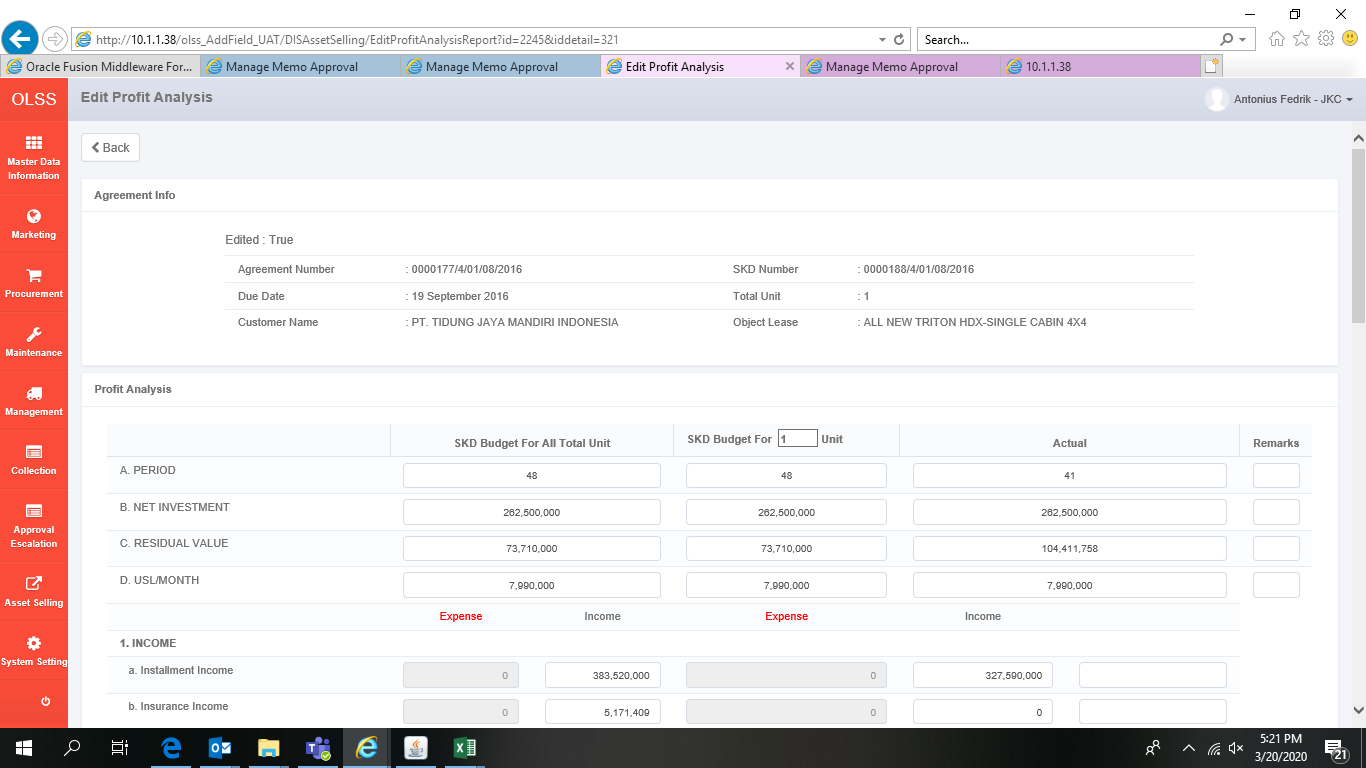 http://10.1.1.38/olss_AddField_UAT/DISAssetSelling/EditProfitAnalysisReport?id=2245&iddetail=321 Search...
Oracle Fusion Middleware For... Manage Memo Approval Manage Memo Approval Edit Profit Analysis Manage Memo Approval 10.1.1.38
OLSS Edit Profit Analysis Antonius Fedrik - JKC
Back
Master Data
Information
Marketing
Procurement
Maintenance
Management
Collection
Approval
Escalation
Asset Selling
System Setting
Agreement Info
Edited : True
Agreement Number : 0000177/4/01/08/2016 SKD Number : 0000188/4/01/08/2016
Due Date : 19 September 2016 Total Unit : 1
Customer Name : PT. TIDUNG JAYA MANDIRI INDONESIA Object Lease : ALL NEW TRITON HDX-SINGLE CABIN 4X4
Profit Analysis
SKD Budget For All Total Unit SKD Budget For 1 Unit Actual Remarks
A. PERIOD 48 48 41
B. NET INVESTMENT 262,500,000 262,500,000 262,500,000
C. RESIDUAL VALUE 73,710,000 73,710,000 104,411,758
D. USL/MONTH 7,990,000 7,990,000 7,990,000
Expense Income Expense Income
1. INCOME
a. Installment Income 0 383,520,000 0 327,590,000
b. Insurance Income 0 5,171,409 0 0
5:21 PM
3/20/2020
21